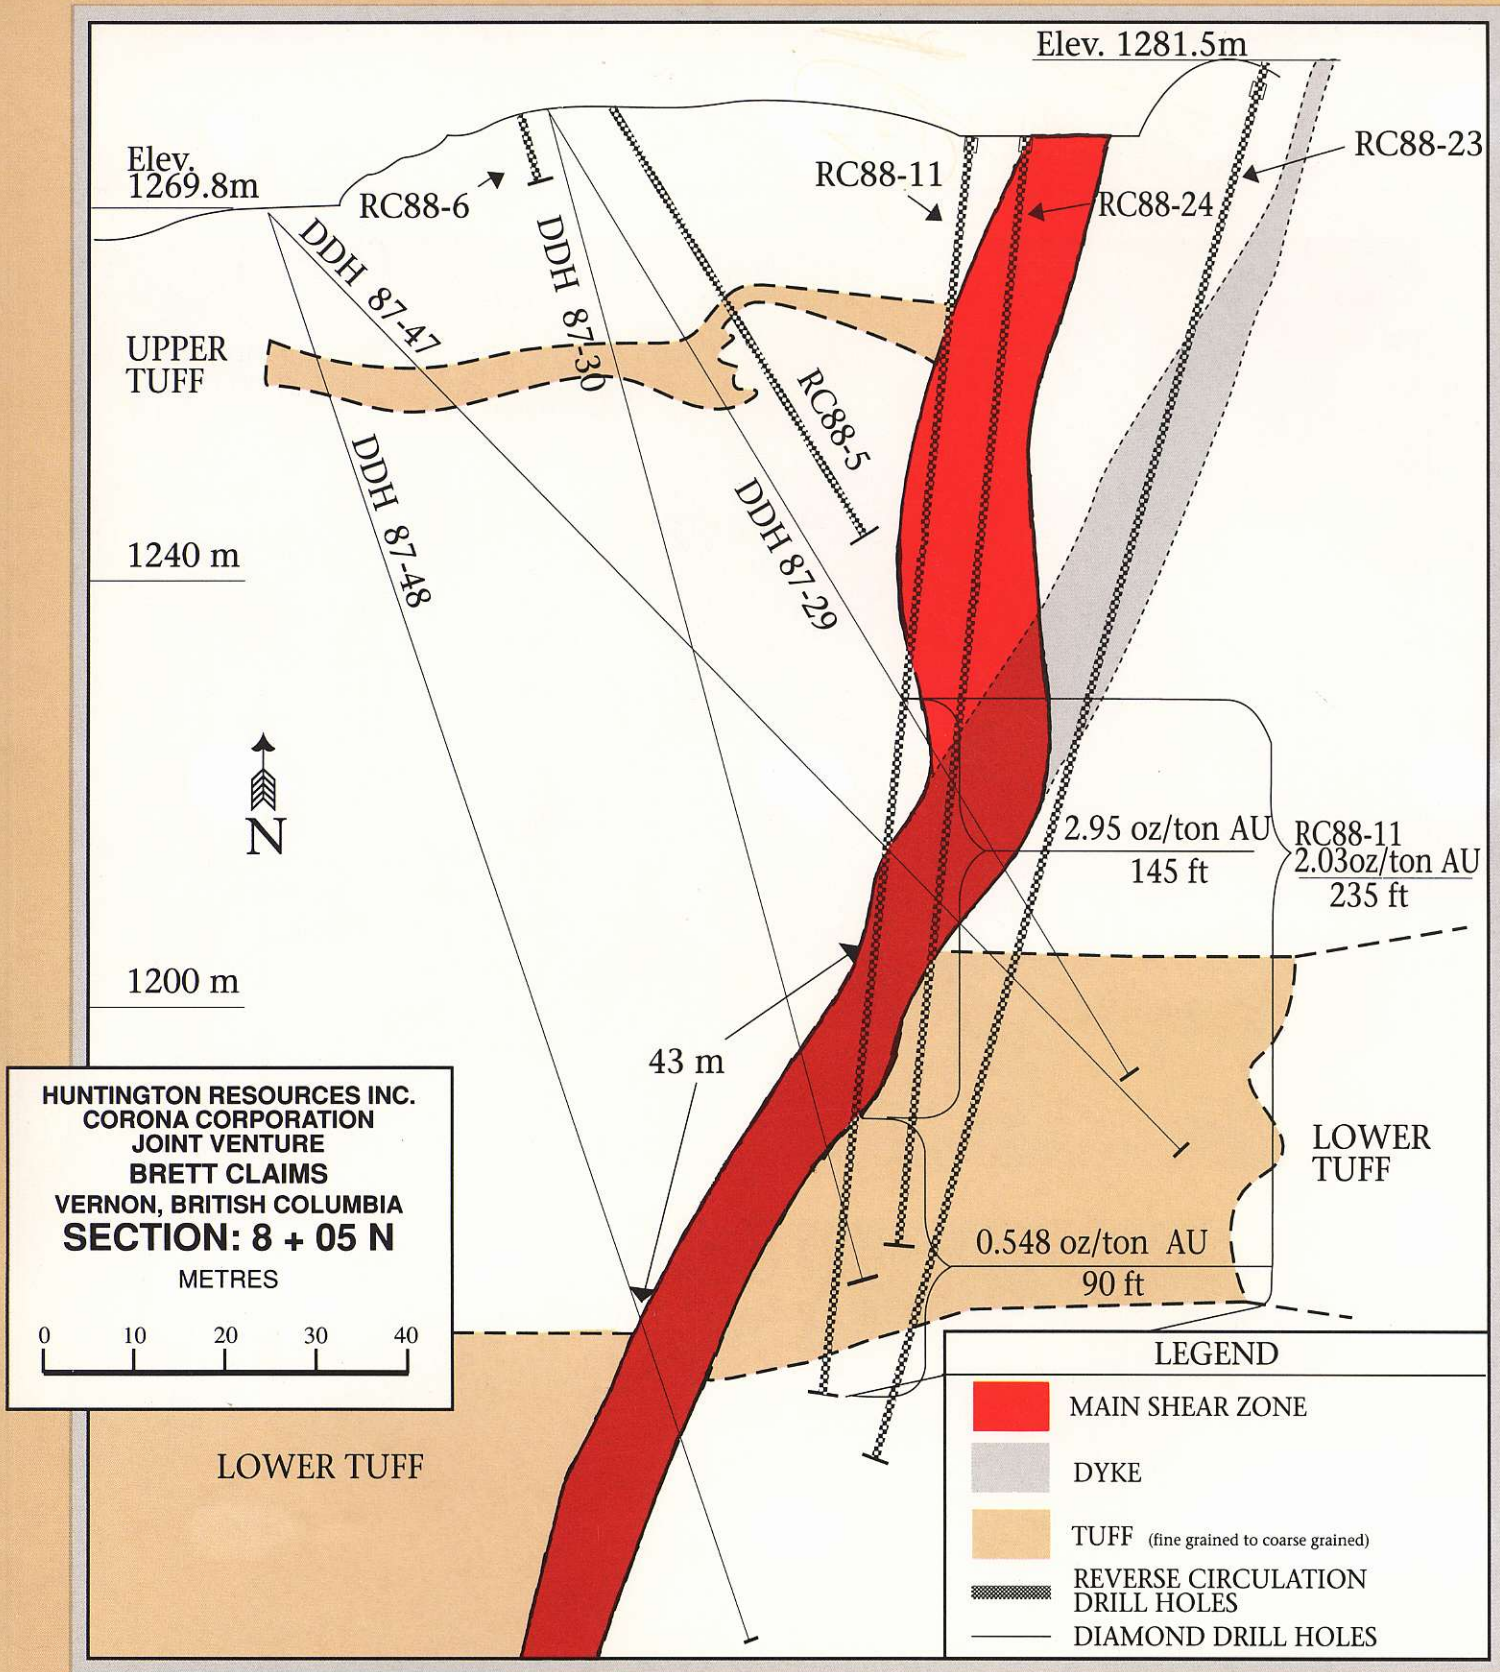 Elev. 1281.5m
Elev.
1269.8m
RC88-6
RC88-11
RC88-24
RC88-23
DDH 87-47
DDH 87-30
UPPER
TUFF
RC88-5
DDH 87-48
DDH 87-29
1240 m
N
2.95 oz/ton AU
145 ft
RC88-11
2.03oz/ton AU
235 ft
1200 m
43 m
LOWER
TUFF
0.548 oz/ton AU
90 ft
HUNTINGTON RESOURCES INC.
CORONA CORPORATION
JOINT VENTURE
BRETT CLAIMS
VERNON, BRITISH COLUMBIA
SECTION: 8 + 05 N
METRES
0 10 20 30 40
LOWER TUFF
LEGEND
MAIN SHEAR ZONE
DYKE
TUFF (fine grained to coarse grained)
REVERSE CIRCULATION
DRILL HOLES
DIAMOND DRILL HOLES